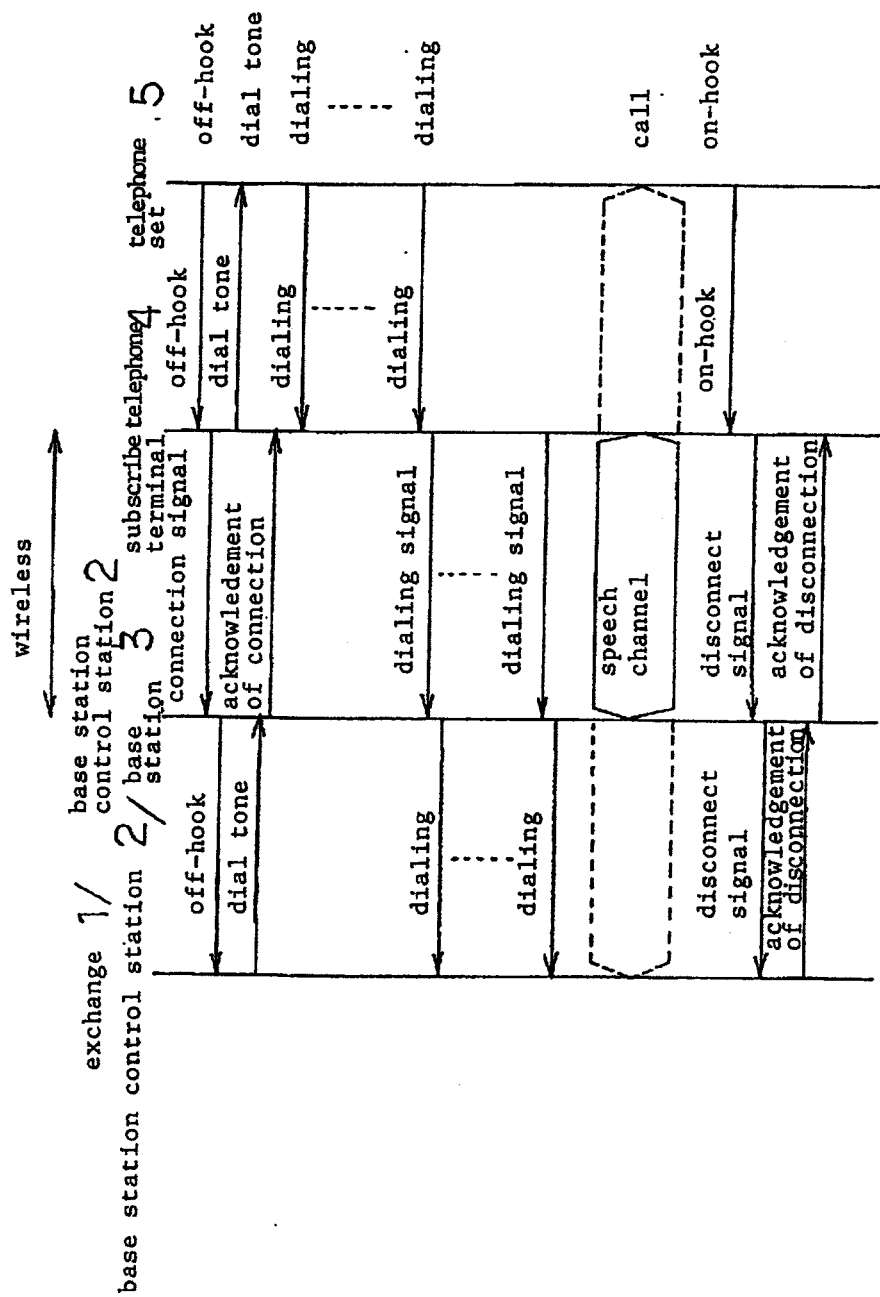 wireless
exchange 1/
base station control station 2
base station
control station 2
/ base
station 3
subscribe telephone 4
terminal
telephone 5
set
off-hook
connection signal
off-hook
off-hook
dial tone
acknowledement
of connection
dial tone
dial tone
dialing
dialing
dialing
dialing
dialing
dialing signal
dialing
dialing signal
speech
channel
call
disconnect
signal
disconnect
signal
on-hook
on-hook
acknowledgement
of disconnection
acknowledgement
of disconnection